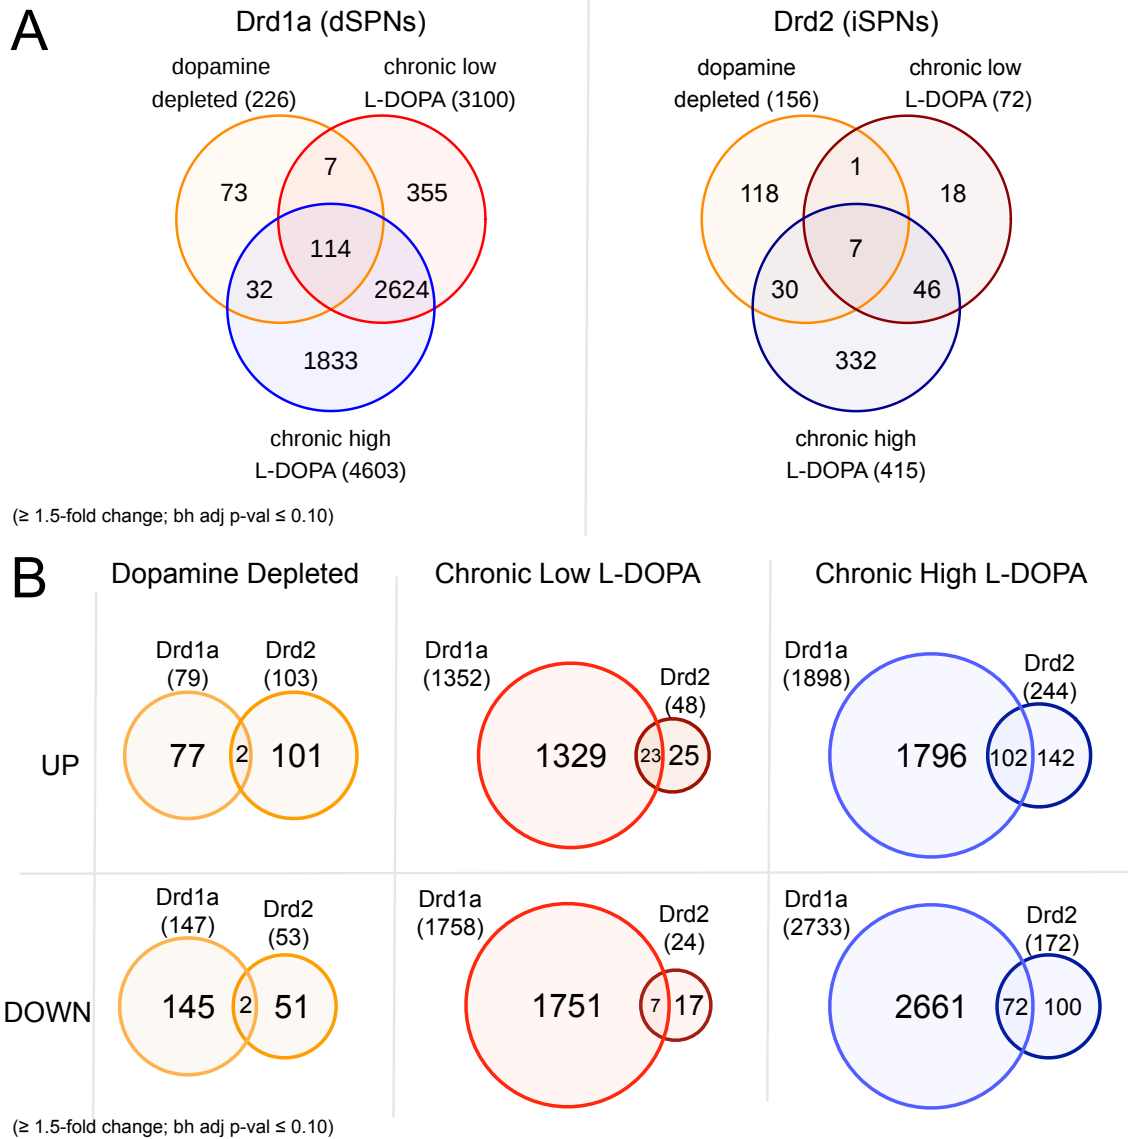 A
Drd1a (dSPNs)
dopamine
depleted (226)
chronic low
L-DOPA (3100)
7
73
355
114
32
2624
1833
chronic high
L-DOPA (4603)
Drd2 (iSPNs)
dopamine
depleted (156)
chronic low
L-DOPA (72)
1
118
18
7
30
46
332
chronic high
L-DOPA (415)
(≥ 1.5-fold change; bh adj p-val ≤ 0.10)
B
Dopamine Depleted
Chronic Low L-DOPA
Chronic High L-DOPA
UP
Drd1a
(79)
Drd2
(103)
77
2
101
Drd1a
(1352)
Drd2
(48)
1329
23
25
Drd1a
(1898)
Drd2
(244)
1796
102
142
DOWN
Drd1a
(147)
Drd2
(53)
145
2
51
Drd1a
(1758)
Drd2
(24)
1751
7
17
Drd1a
(2733)
Drd2
(172)
2661
72
100
(≥ 1.5-fold change; bh adj p-val ≤ 0.10)